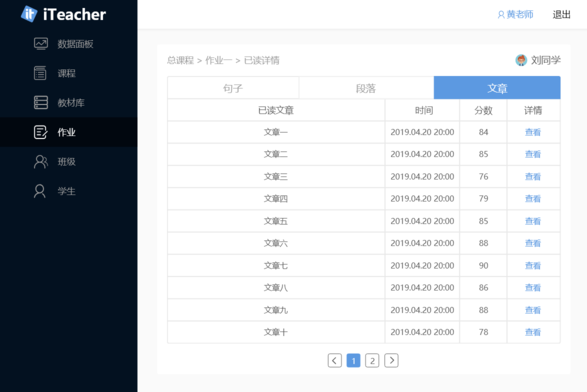 iTeacher
黄老师 退出
数据面板
课程
教材库
作业
班级
学生
总课程 > 作业一 > 已读详情 刘同学
句子 段落 文章
已读文章 时间 分数 详情
文章一 2019.04.20 20:00 84 查看
文章二 2019.04.20 20:00 85 查看
文章三 2019.04.20 20:00 76 查看
文章四 2019.04.20 20:00 79 查看
文章五 2019.04.20 20:00 85 查看
文章六 2019.04.20 20:00 88 查看
文章七 2019.04.20 20:00 90 查看
文章八 2019.04.20 20:00 86 查看
文章九 2019.04.20 20:00 88 查看
文章十 2019.04.20 20:00 78 查看
< 1 2 >